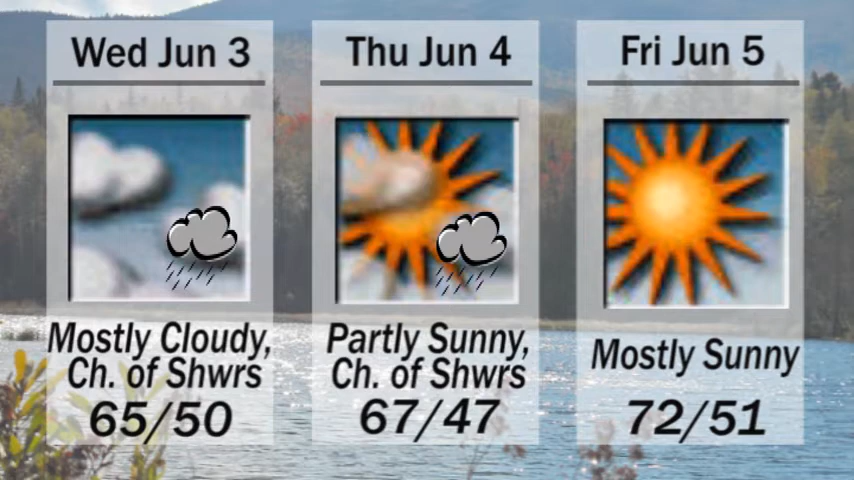 Wed Jun 3
Mostly Cloudy,
Ch. of Shwrs
65/50
Thu Jun 4
Partly Sunny,
Ch. of Shwrs
67/47
Fri Jun 5
Mostly Sunny
72/51